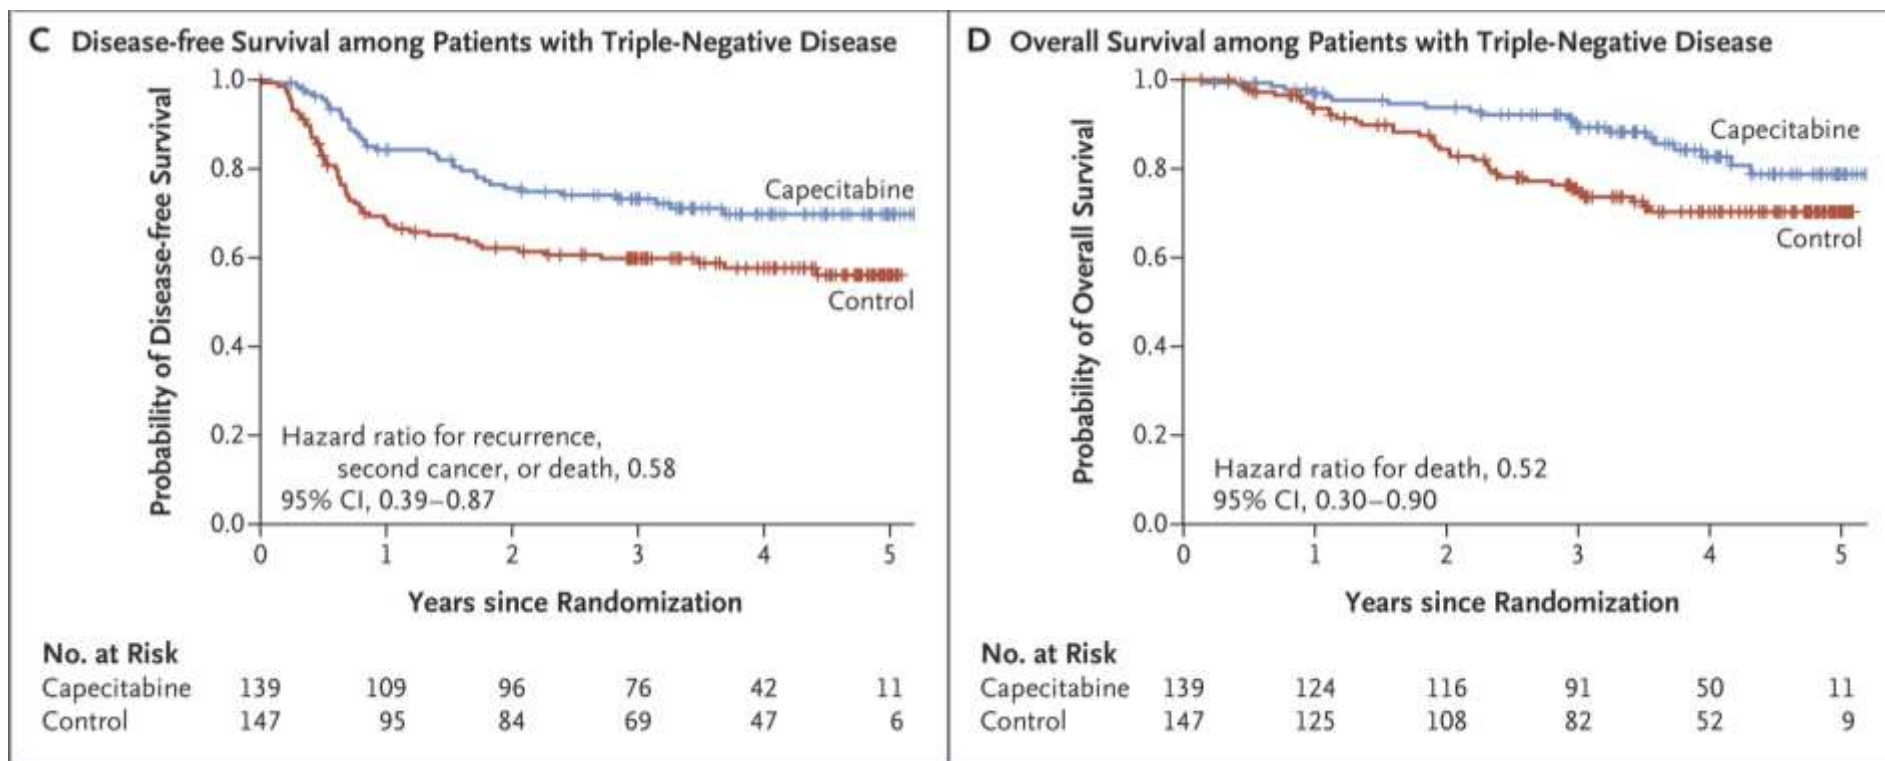 C Disease-free Survival among Patients with Triple-Negative Disease
Probability of Disease-free Survival
1.0
0.8
0.6
0.4
0.2
0.0
Capecitabine
Control
Hazard ratio for recurrence,
second cancer, or death, 0.58
95% CI, 0.39–0.87
0 1 2 3 4 5
Years since Randomization
No. at Risk
Capecitabine 139 109 96 76 42 11
Control 147 95 84 69 47 6
D Overall Survival among Patients with Triple-Negative Disease
Probability of Overall Survival
1.0
0.8
0.6
0.4
0.2
0.0
Capecitabine
Control
Hazard ratio for death, 0.52
95% CI, 0.30–0.90
0 1 2 3 4 5
Years since Randomization
No. at Risk
Capecitabine 139 124 116 91 50 11
Control 147 125 108 82 52 9